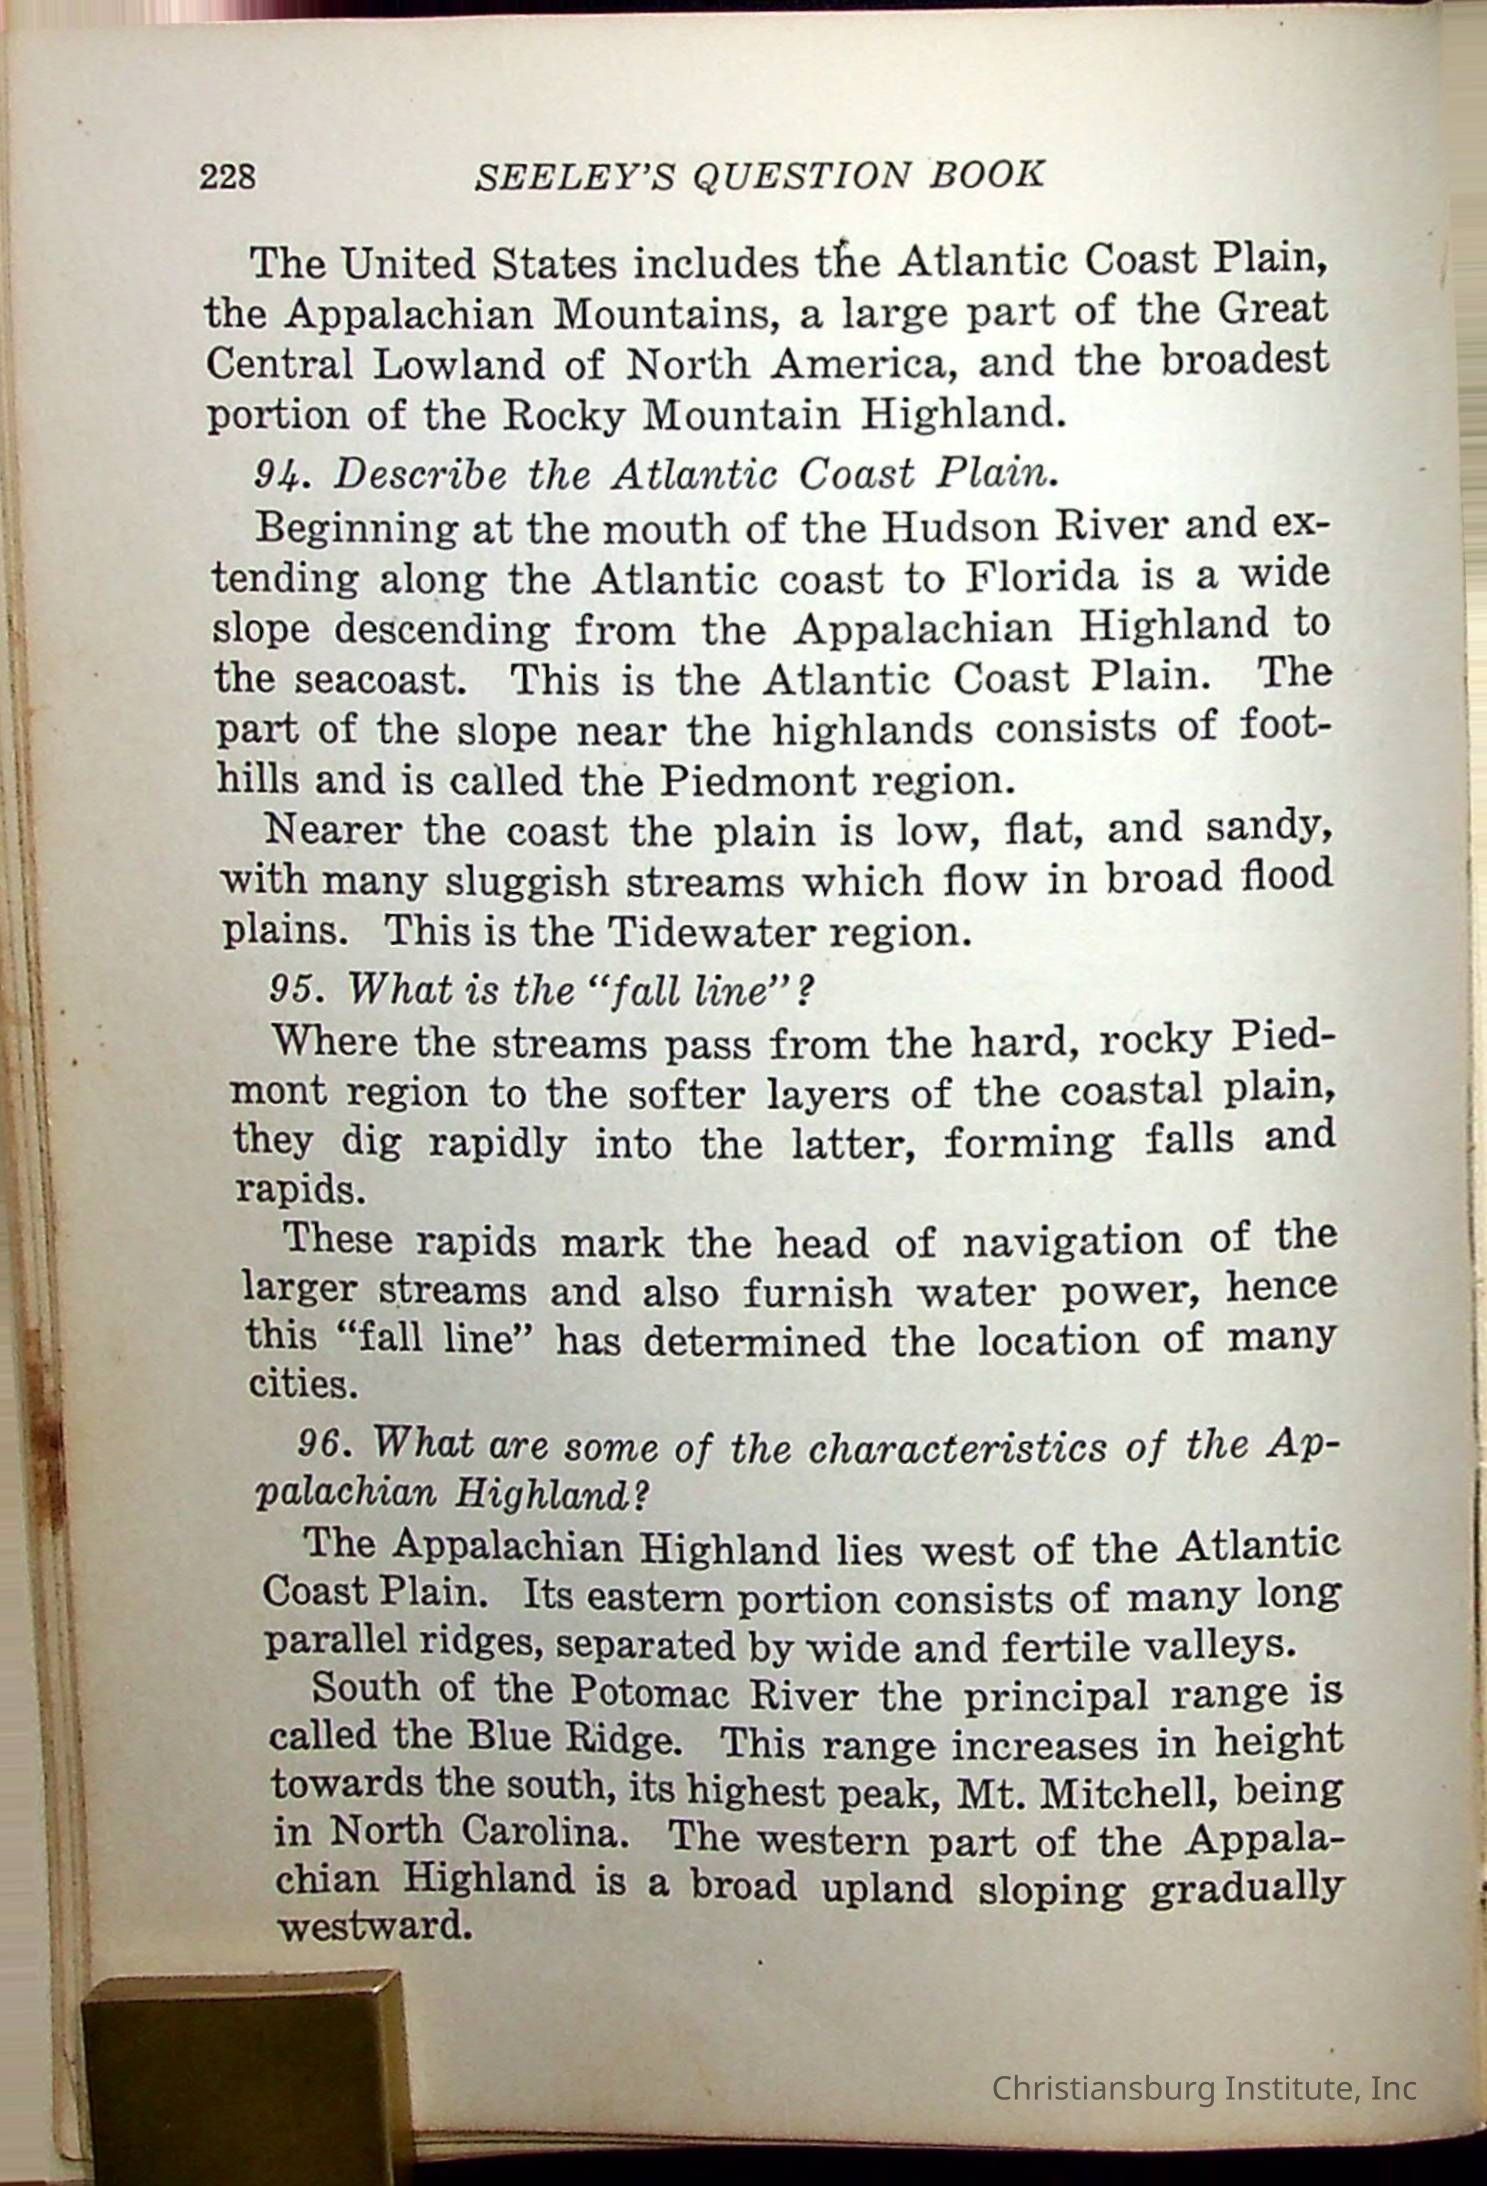 228 SEELEY'S QUESTION BOOK
The United States includes the Atlantic Coast Plain,
the Appalachian Mountains, a large part of the Great
Central Lowland of North America, and the broadest
portion of the Rocky Mountain Highland.
94. Describe the Atlantic Coast Plain.
Beginning at the mouth of the Hudson River and ex-
tending along the Atlantic coast to Florida is a wide
slope descending from the Appalachian Highland to
the seacoast. This is the Atlantic Coast Plain. The
part of the slope near the highlands consists of foot-
hills and is called the Piedmont region.
Nearer the coast the plain is low, flat, and sandy,
with many sluggish streams which flow in broad flood
plains. This is the Tidewater region.
95. What is the "fall line"?
Where the streams pass from the hard, rocky Pied-
mont region to the softer layers of the coastal plain,
they dig rapidly into the latter, forming falls and
rapids.
These rapids mark the head of navigation of the
larger streams and also furnish water power, hence
this "fall line" has determined the location of many
cities.
96. What are some of the characteristics of the Ap-
palachian Highland?
The Appalachian Highland lies west of the Atlantic
Coast Plain. Its eastern portion consists of many long
parallel ridges, separated by wide and fertile valleys.
South of the Potomac River the principal range is
called the Blue Ridge. This range increases in height
towards the south, its highest peak, Mt. Mitchell, being
in North Carolina. The western part of the Appala-
chian Highland is a broad upland sloping gradually
westward.
Christiansburg Institute, Inc